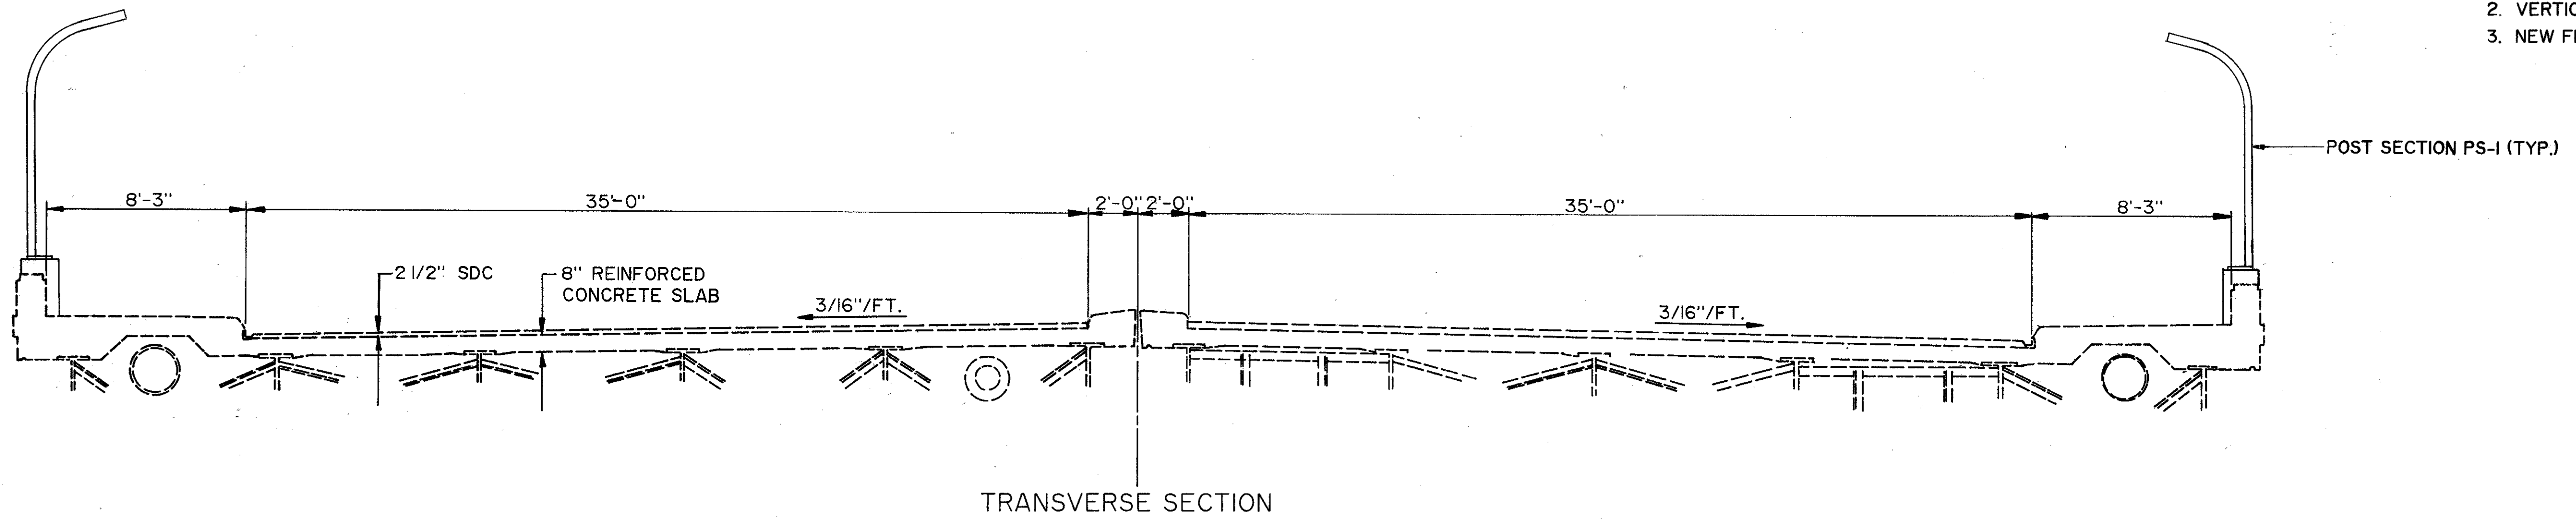 2. VERTIC
3. NEW F
POST SECTION PS-1 (TYP.)
8'-3"
35'-0"
2'-0"
2'-0"
35'-0"
8'-3"
2 1/2" SDC
8" REINFORCED
CONCRETE SLAB
3/16"/FT.
3/16"/FT.
TRANSVERSE SECTION